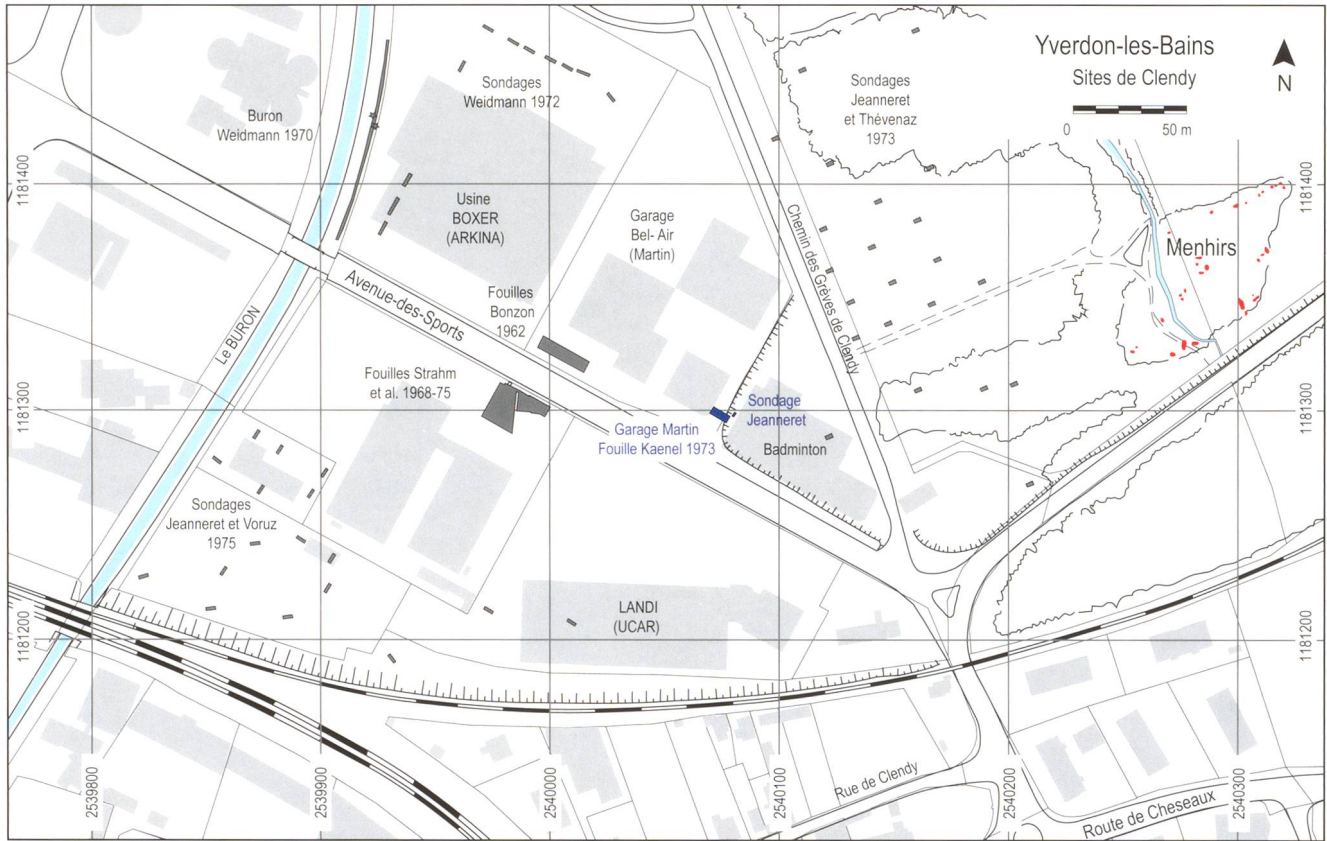 Yverdon-les-Bains
Sites de Clendy
N
0
50 m
Sondages
Weidmann 1972
Buron
Weidmann 1970
Sondages
Jeanneret
et Thévenaz
1973
1181400
1181400
Usine
BOXER
(ARKINA)
Garage
Bel- Air
(Martin)
Chemin des Grèves de Clendy
Menhirs
Avenue-des-Sports
Fouilles
Bonzon
1962
Le BURON
Fouilles Strahm
et al. 1968-75
1181300
1181300
Sondage
Jeanneret
Garage Martin
Fouille Kaenel 1973
Badminton
Sondages
Jeanneret et Voruz
1975
LANDI
(UCAR)
1181200
1181200
2539800
2539900
2540000
2540100
2540200
2540300
Rue de Clendy
Route de Cheseaux